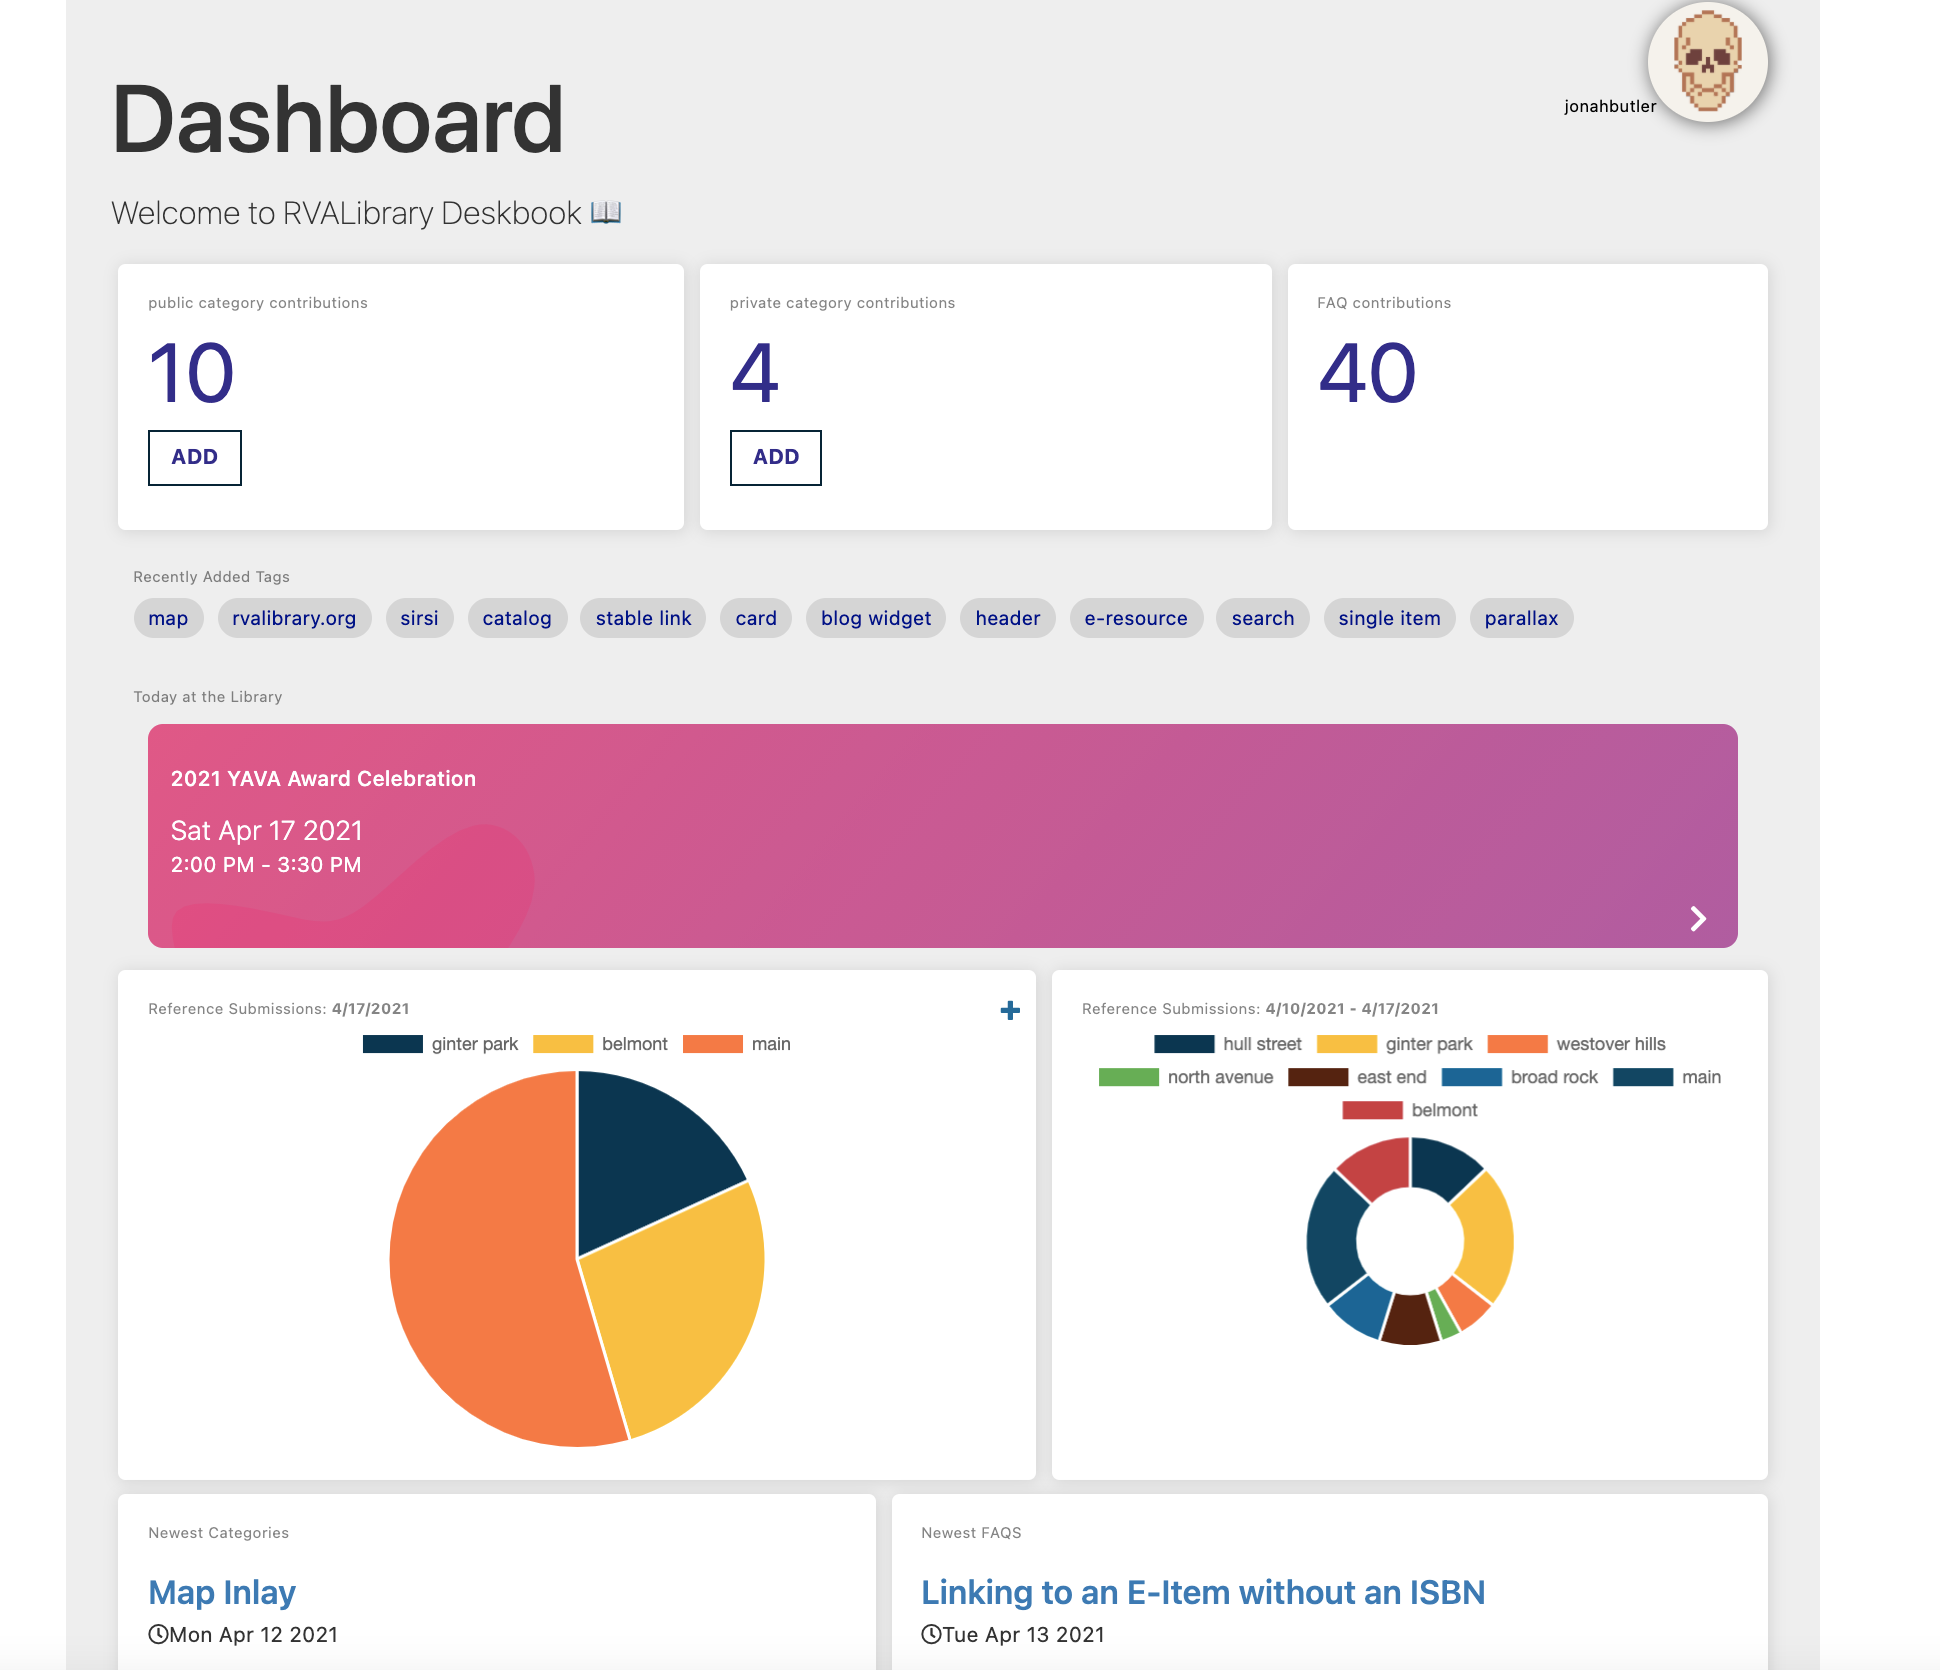 Dashboard
jonahbutler
Welcome to RVALibrary Deskbook 📖
public category contributions
10
ADD
private category contributions
4
ADD
FAQ contributions
40
Recently Added Tags
map rvalibrary.org sirsi catalog stable link card blog widget header e-resource search single item parallax
Today at the Library
2021 YAVA Award Celebration
Sat Apr 17 2021
2:00 PM - 3:30 PM
Reference Submissions: 4/17/2021
ginter park belmont main
Reference Submissions: 4/10/2021 - 4/17/2021
hull street ginter park westover hills
north avenue east end broad rock main
belmont
Newest Categories
Map Inlay
Mon Apr 12 2021
Newest FAQS
Linking to an E-Item without an ISBN
Tue Apr 13 2021